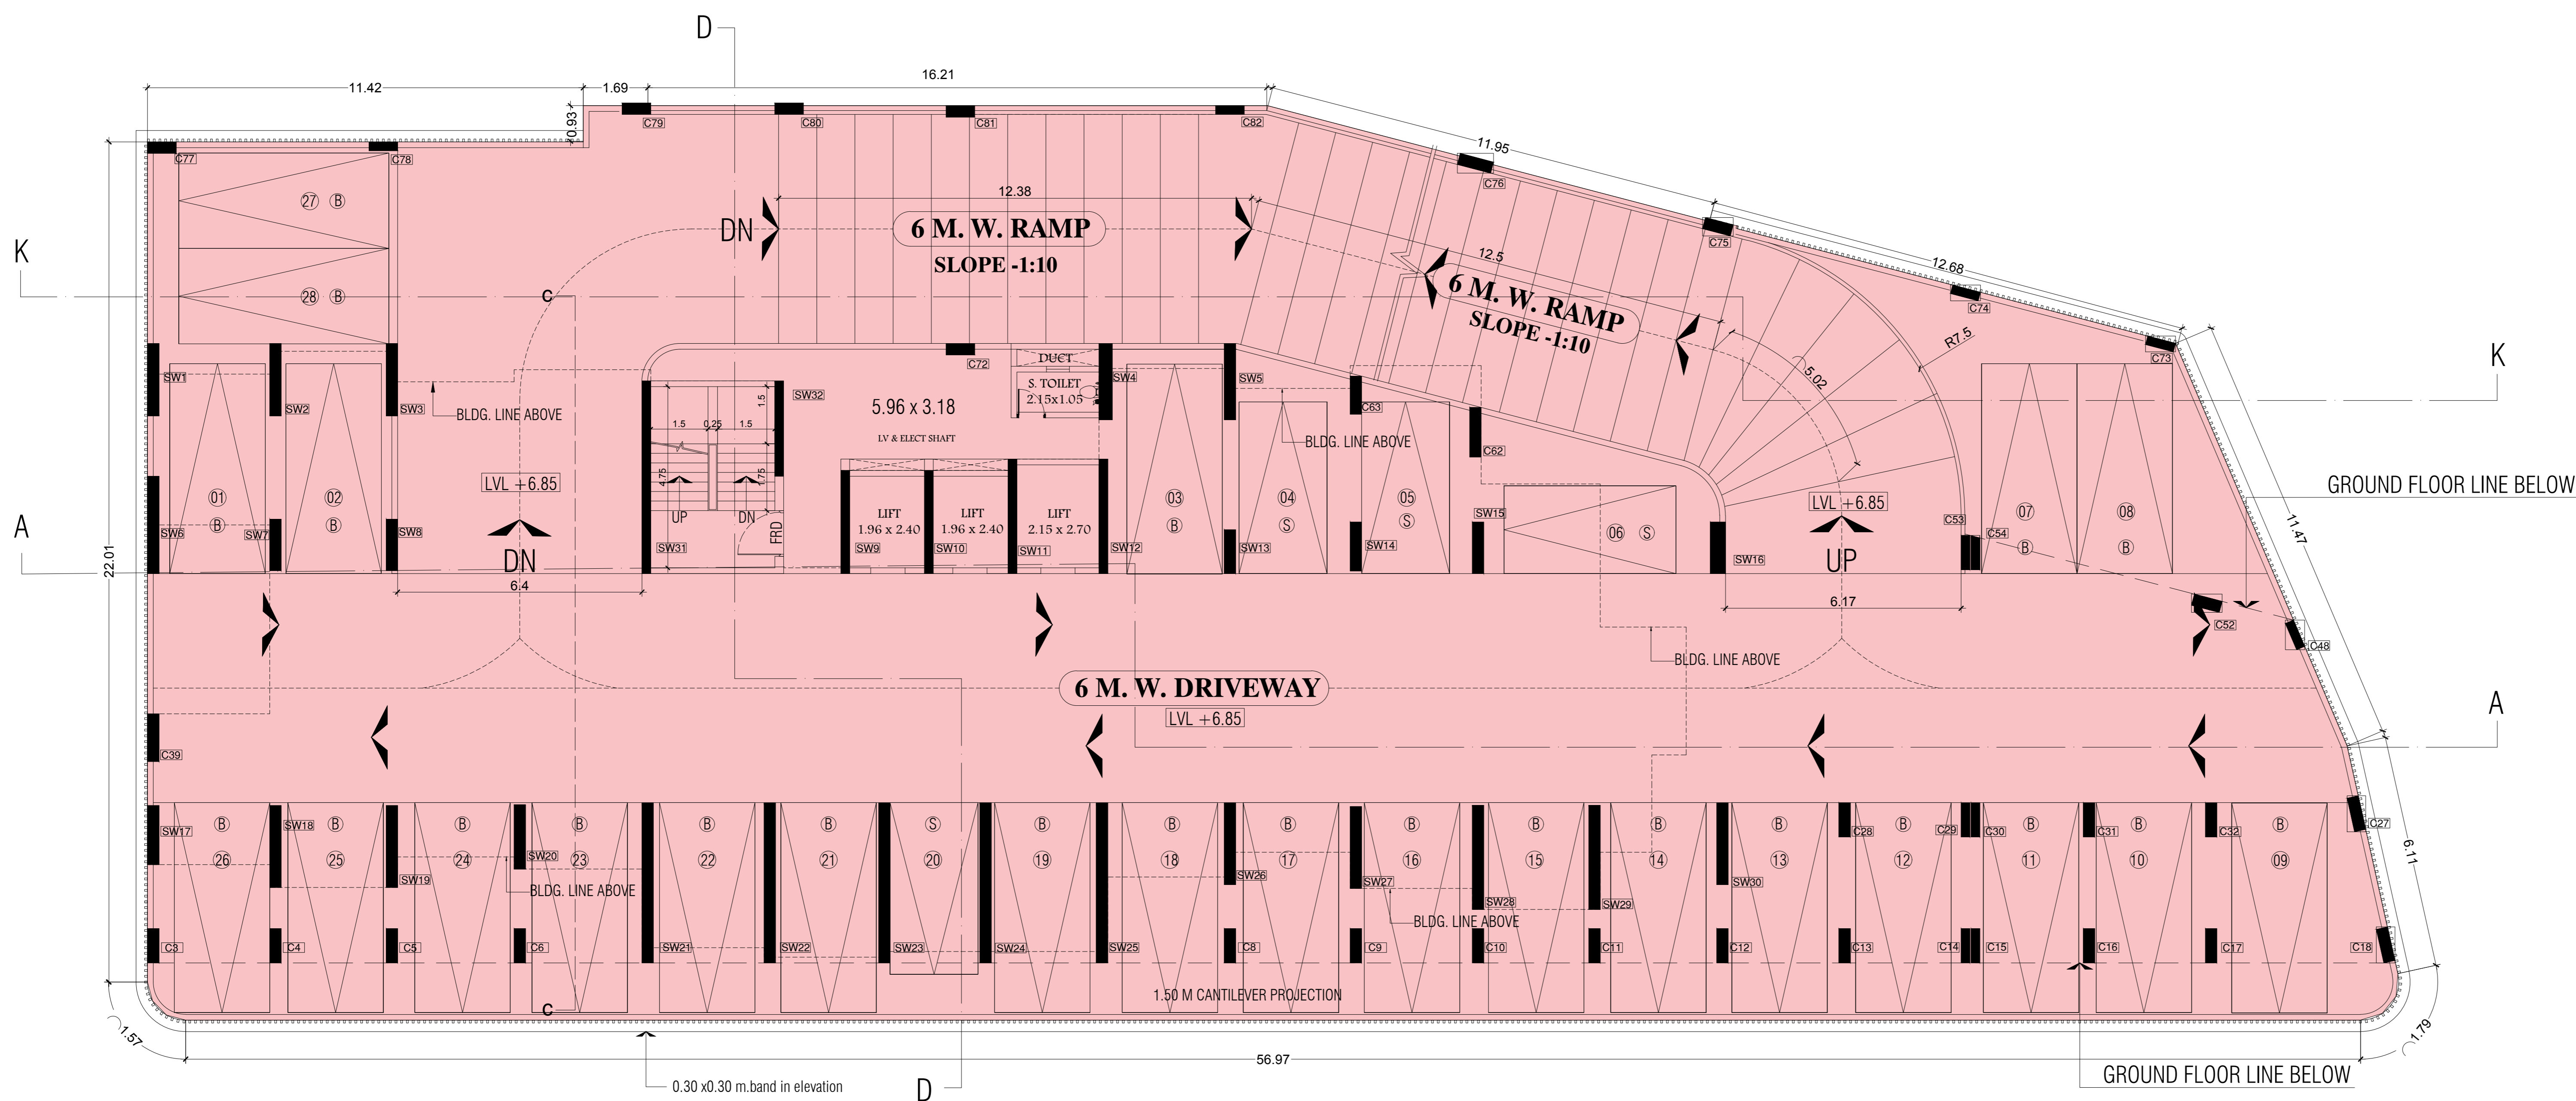 D
16.21
11.42
1.69
0.93
C79
C80
C81
C82
11.95
C77
C78
C76
12.38
27 B
DN
6 M. W. RAMP
SLOPE -1:10
C75
12.5
12.68
K
28 B
C
6 M. W. RAMP
SLOPE -1:10
C74
R7.5
C73
K
DUCT
C72
SW1
SW4
SW5
5.02
S. TOILET
2.15x1.05
SW32
1.5
5.96 x 3.18
SW2
SW3
BLDG. LINE ABOVE
C63
1.5
0.25
1.5
LV & ELECT SHAFT
BLDG. LINE ABOVE
C62
4.75
1.75
LVL +6.85
GROUND FLOOR LINE BELOW
01
B
02
B
03
B
04
S
05
S
LVL +6.85
07
B
08
B
UP
DN
LIFT
1.96 x 2.40
LIFT
1.96 x 2.40
LIFT
2.15 x 2.70
SW15
C53
C54
06 S
A
SW6
SW7
SW8
SW31
FRD
SW9
SW10
SW11
SW12
SW13
SW14
SW16
11.47
DN
UP
22.01
6.4
6.17
C52
C48
BLDG. LINE ABOVE
6 M. W. DRIVEWAY
LVL +6.85
A
C39
SW17
B
26
SW18
B
25
B
24
B
23
B
22
B
21
S
20
B
19
B
18
B
17
B
16
B
15
B
14
B
13
C28
B
12
C29
C30
B
11
C31
B
10
C32
B
09
C27
6.11
SW20
SW19
BLDG. LINE ABOVE
SW26
SW27
SW28
SW29
SW30
BLDG. LINE ABOVE
C3
C4
C5
C6
SW21
SW22
SW23
SW24
SW25
C8
C9
C10
C11
C12
C13
C14
C15
C16
C17
C18
1.50 M CANTILEVER PROJECTION
C
1.57
56.97
1.79
0.30 x0.30 m.band in elevation
D
GROUND FLOOR LINE BELOW